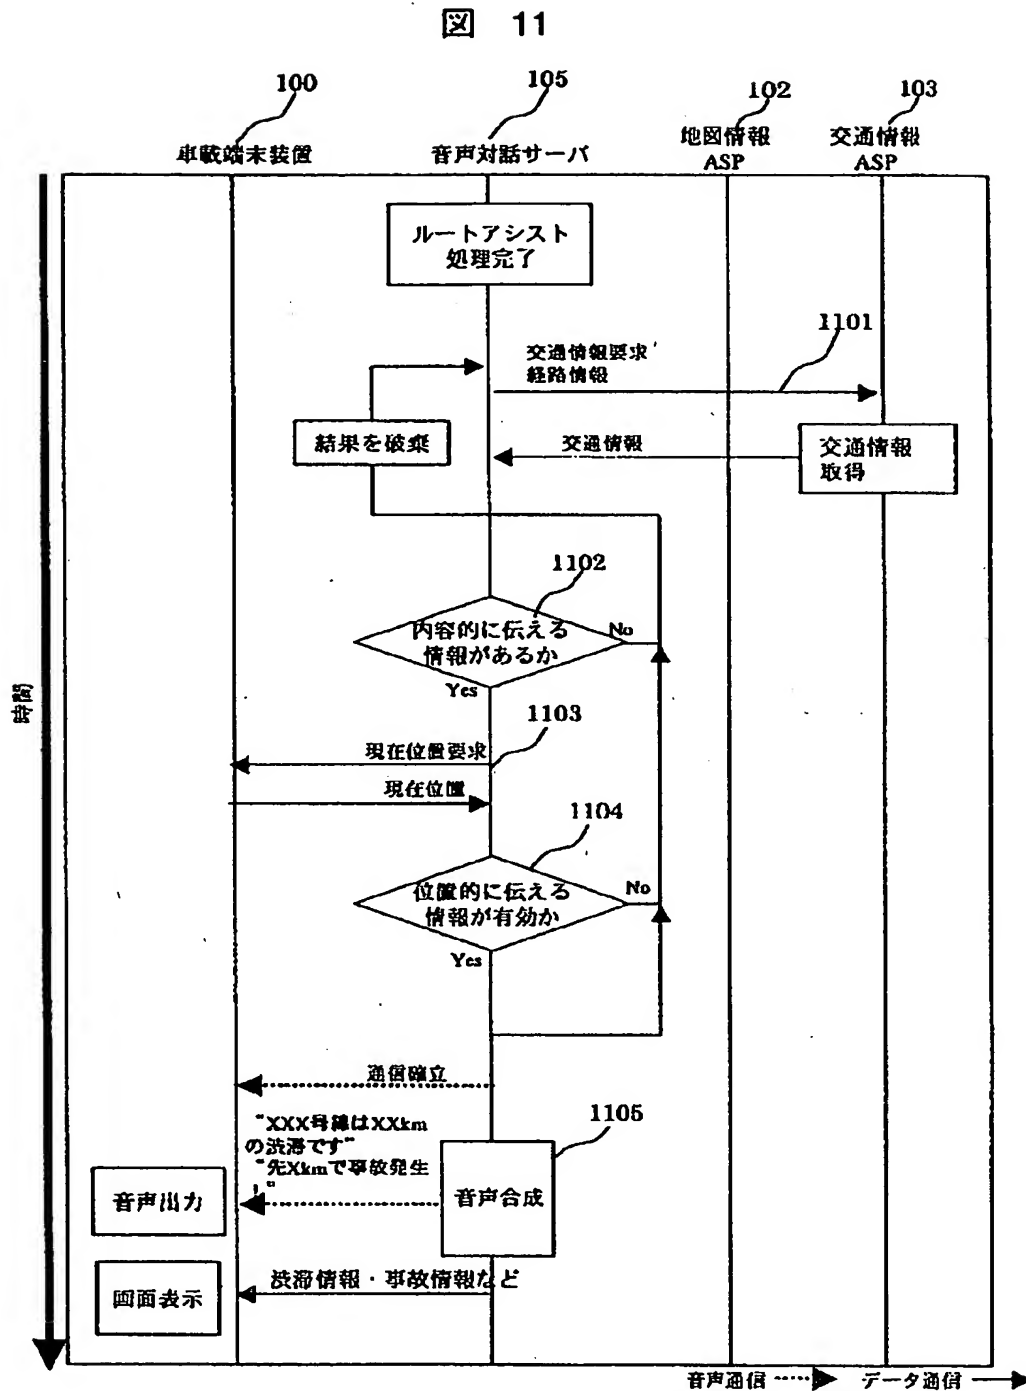 図 11
100
105
102
103
車載端末装置
音声対話サーバ
地図情報
ASP
交通情報
ASP
ルートアシスト
処理完了
1101
交通情報要求
経路情報
結果を破棄
交通情報
交通情報
取得
1102
内容的に伝える
情報があるか
No
Yes
時間
1103
現在位置要求
現在位置
1104
位置的に伝える
情報が有効か
No
Yes
通信確立
1105
"XXX号線はXXkm
の渋滞です"
"先Xkmで事故発生
!"
音声出力
音声合成
渋滞情報・事故情報など
画面表示
音声通信
データ通信